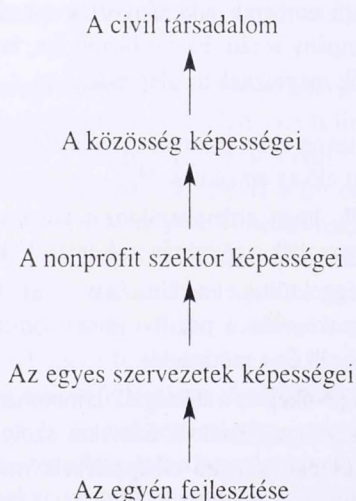 A civil társadalom
A közösség képességei
A nonprofit szektor képességei
Az egyes szervezetek képességei
Az egyén fejlesztése